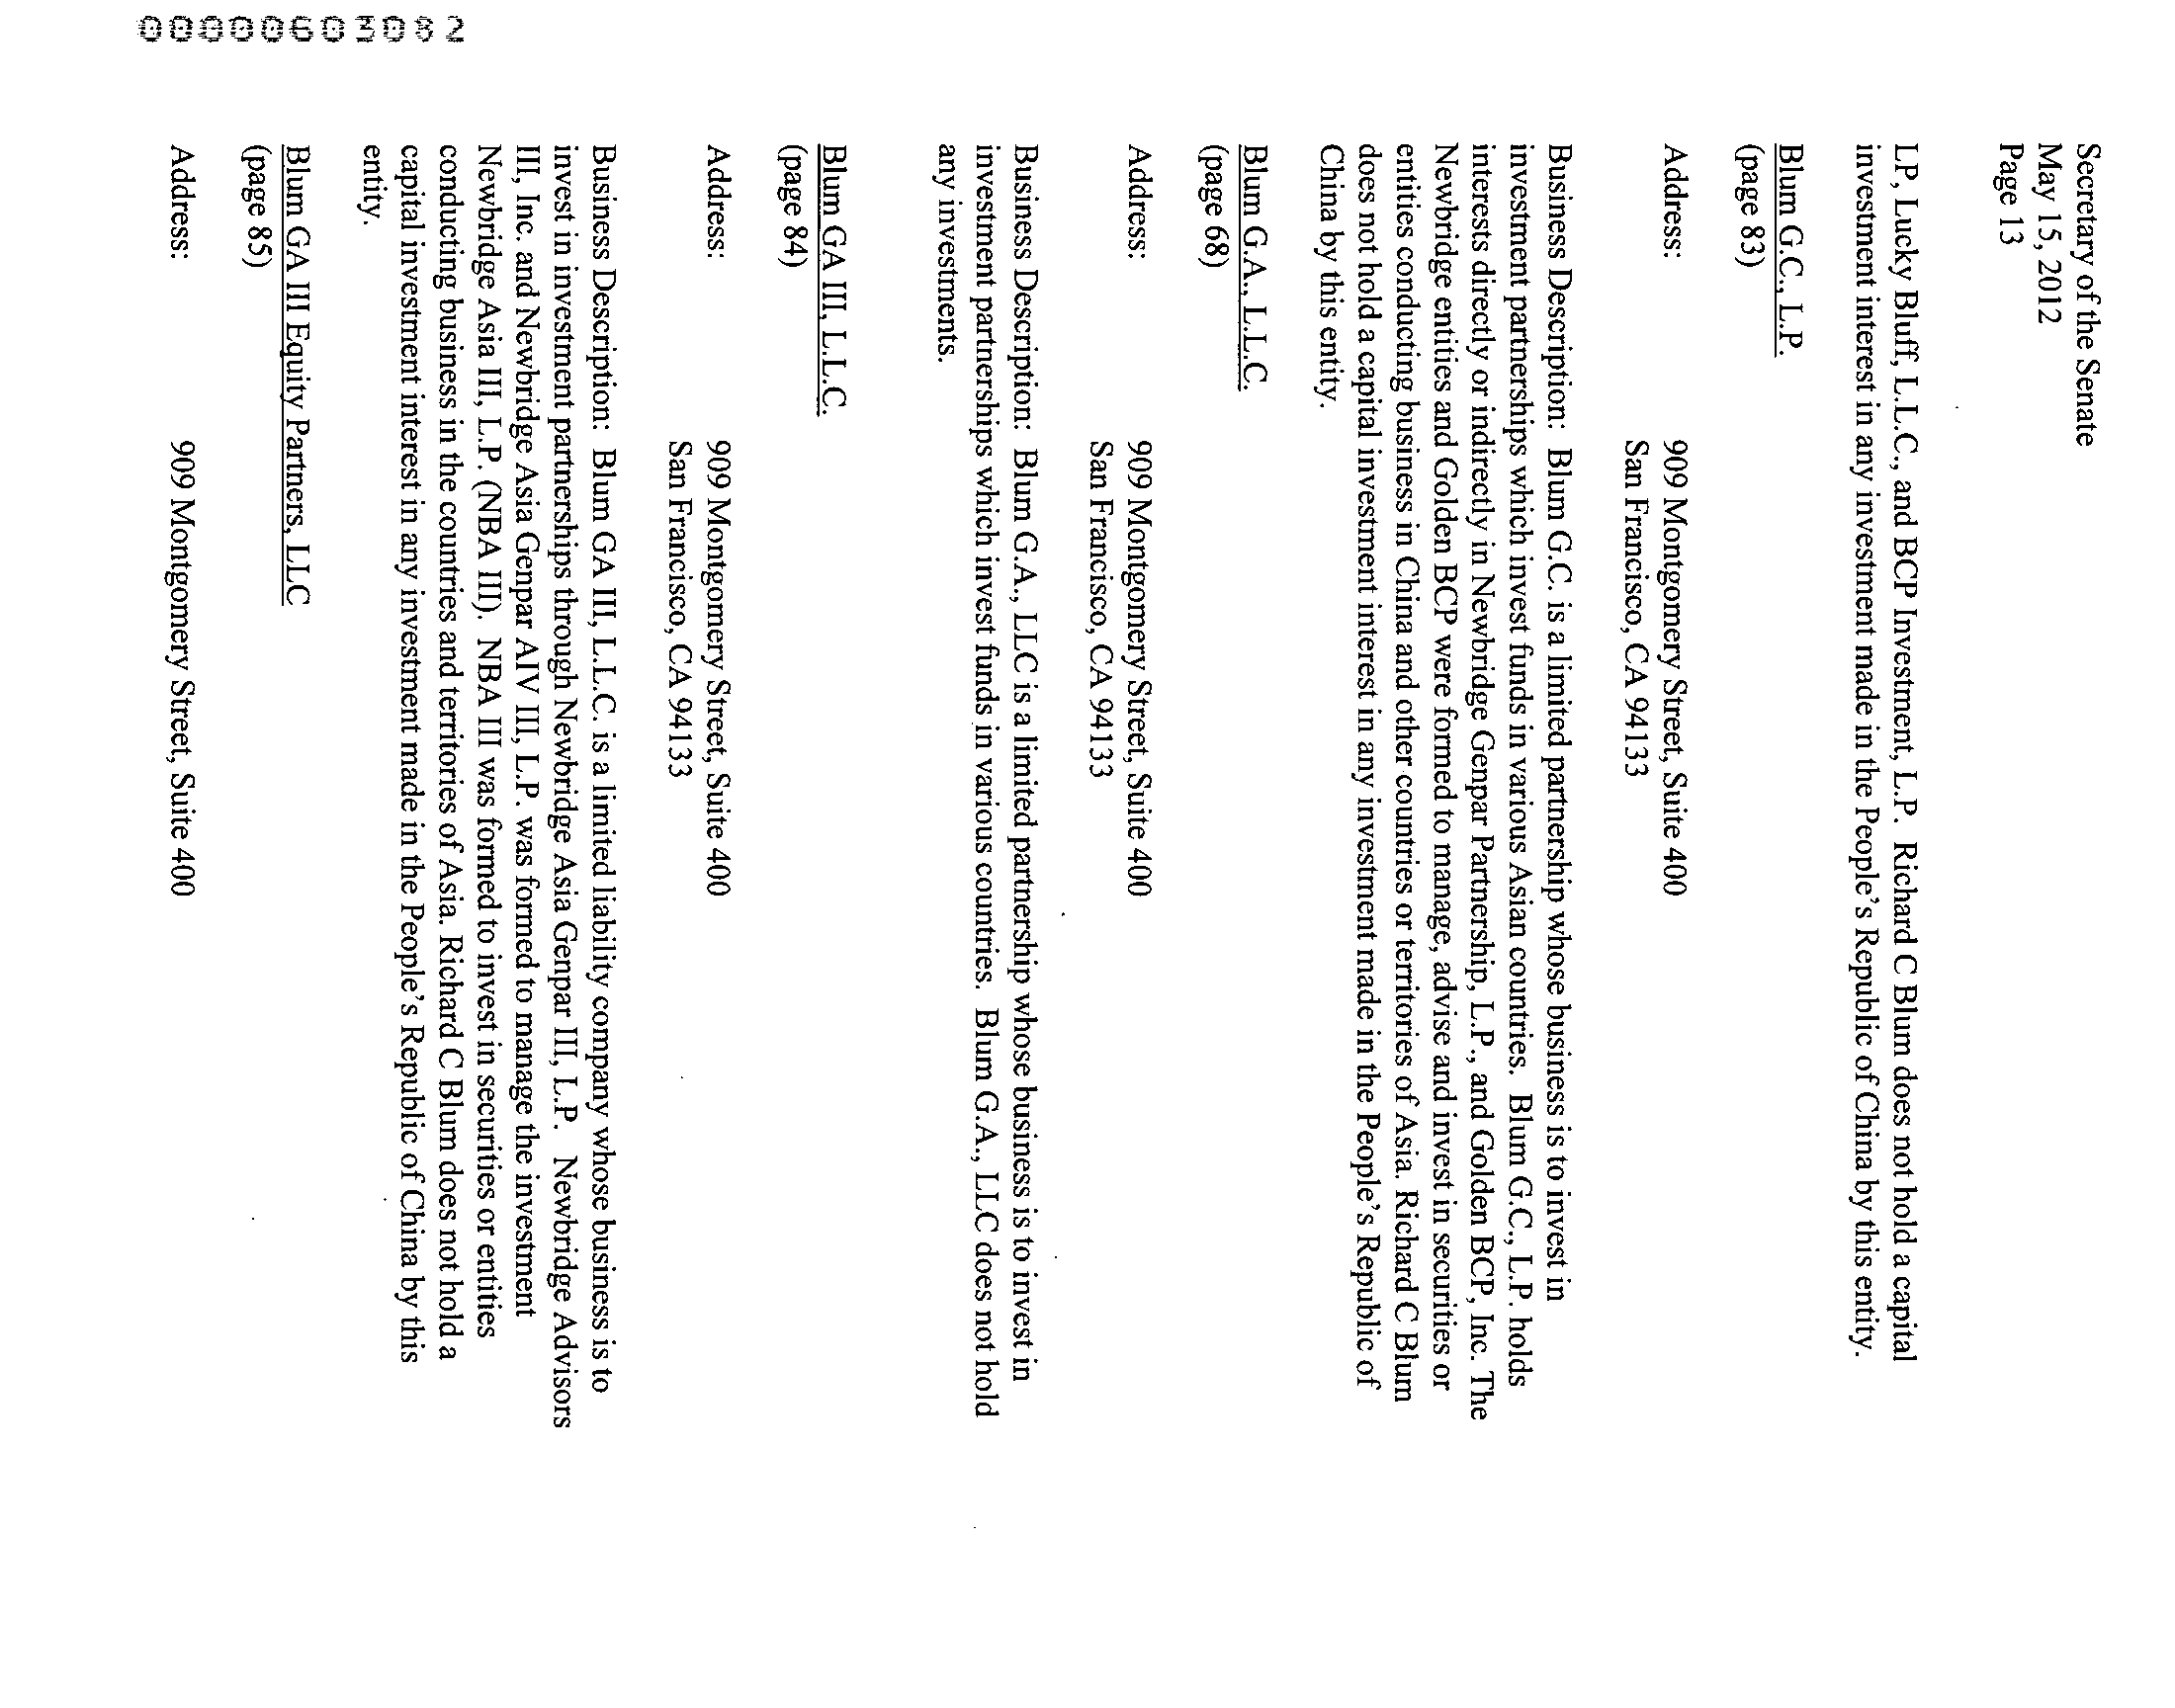 Secretary of the Senate
May 15, 2012
Page 13
LP, Lucky Bluff, L.L.C., and BCP Investment, L.P. Richard C Blum does not hold a capital
investment interest in any investment made in the People's Republic of China by this entity.
Blum G.C., L.P.
(page 83)
Address: 909 Montgomery Street, Suite 400
San Francisco, CA 94133
Business Description: Blum G.C. is a limited partnership whose business is to invest in
investment partnerships which invest funds in various Asian countries. Blum G.C., L.P. holds
interests directly or indirectly in Newbridge Genpar Partnership, L.P., and Golden BCP, Inc. The
Newbridge entities and Golden BCP were formed to manage, advise and invest in securities or
entities conducting business in China and other countries or territories of Asia. Richard C Blum
does not hold a capital investment interest in any investment made in the People's Republic of
China by this entity.
Blum G.A., L.L.C.
(page 68)
Address: 909 Montgomery Street, Suite 400
San Francisco, CA 94133
Business Description: Blum G.A., LLC is a limited partnership whose business is to invest in
investment partnerships which invest funds in various countries. Blum G.A., LLC does not hold
any investments.
Blum GA III, L.L.C.
(page 84)
Address: 909 Montgomery Street, Suite 400
San Francisco, CA 94133
Business Description: Blum GA III, L.L.C. is a limited liability company whose business is to
invest in investment partnerships through Newbridge Asia Genpar III, L.P. Newbridge Advisors
III, Inc. and Newbridge Asia Genpar AIV III, L.P. was formed to manage the investment
Newbridge Asia III, L.P. (NBA III). NBA III was formed to invest in securities or entities
conducting business in the countries and territories of Asia. Richard C Blum does not hold a
capital investment interest in any investment made in the People's Republic of China by this
entity.
Blum GA III Equity Partners, LLC
(page 85)
Address: 909 Montgomery Street, Suite 400
00000603082